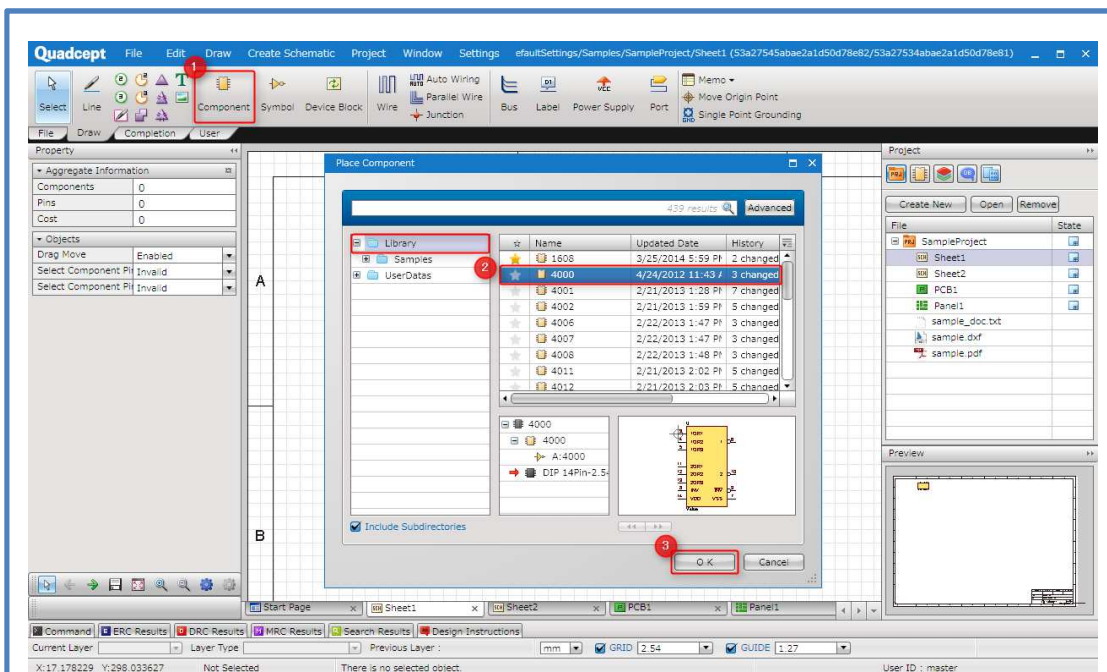 Quadcept File Edit Draw Create Schematic Project Window Settings efaultSettings/Samples/SampleProject/Sheet1 (53a27545abae2a1d50d78e82/53a27534abae2a1d50d78e81)
1
Select Line T Component Symbol Device Block Wire Auto Wiring Parallel Wire Junction Bus Label Power Supply Port Memo
Move Origin Point
Single Point Grounding
File Draw Completion User
Property
Aggregate Information
Components 0
Pins 0
Cost 0
Objects
Drag Move Enabled
Select Component Pi Invalid
Select Component Pi Invalid
A
B
Place Component
439 results Advanced
Library
Samples
UserDatas
2
Name Updated Date History
1608 3/25/2014 5:59 PM 2 changed
4000 4/24/2012 11:43 A 3 changed
4001 2/21/2013 1:28 PM 7 changed
4002 2/21/2013 1:59 PM 5 changed
4006 2/22/2013 1:47 PM 3 changed
4007 2/22/2013 1:47 PM 3 changed
4008 2/22/2013 1:48 PM 3 changed
4011 2/21/2013 2:02 PM 5 changed
4012 2/21/2013 2:03 PM 5 changed
4000
4000
A:4000
DIP 14Pin-2.5
Include Subdirectories
3
OK Cancel
Project
Create New Open Remove
File State
SampleProject
Sheet1
Sheet2
PCB1
Panel1
sample_doc.txt
sample.dxf
sample.pdf
Preview
Start Page x Sheet1 x Sheet2 x PCB1 x Panel1
Command ERC Results DRC Results MRC Results Search Results Design Instructions
Current Layer Layer Type Previous Layer : mm GRID 2.54 GUIDE 1.27
X:17.178229 Y:298.033627 Not Selected There is no selected object. User ID : master